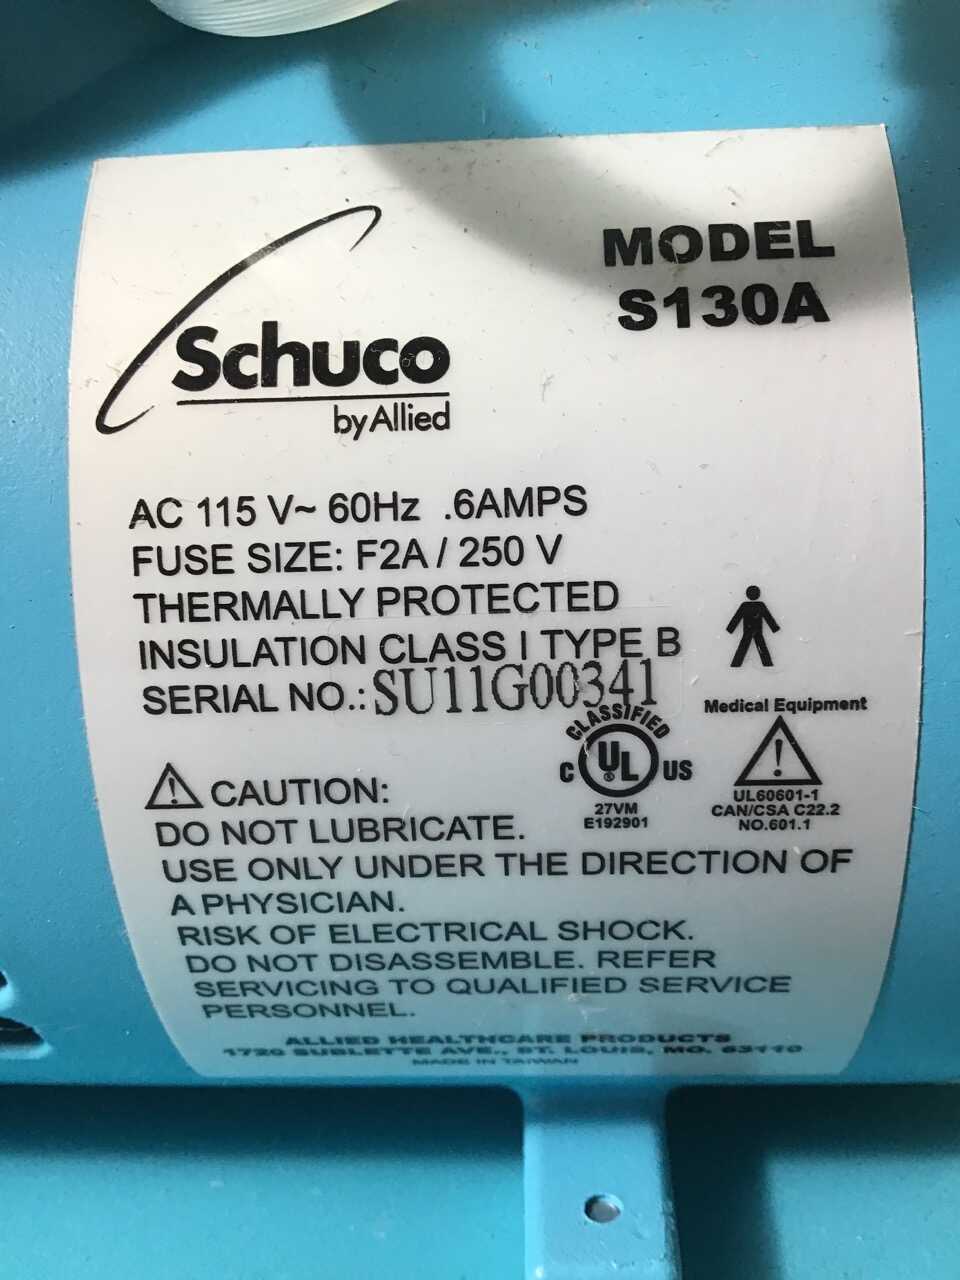 MODEL
S130A
Schuco
by Allied
AC 115 V~ 60Hz .6AMPS
FUSE SIZE: F2A / 250 V
THERMALLY PROTECTED
INSULATION CLASS I TYPE B
SERIAL NO.: SU11G00341
CLASSIFIED
C UL® US
27VM
E192901
Medical Equipment
UL60601-1
CAN/CSA C22.2
NO.601.1
CAUTION:
DO NOT LUBRICATE.
USE ONLY UNDER THE DIRECTION OF
A PHYSICIAN.
RISK OF ELECTRICAL SHOCK.
DO NOT DISASSEMBLE. REFER
SERVICING TO QUALIFIED SERVICE
PERSONNEL.
ALLIED HEALTHCARE PRODUCTS
1720 SUBLETTE AVE., ST. LOUIS, MO. 63110
MADE IN TAIWAN